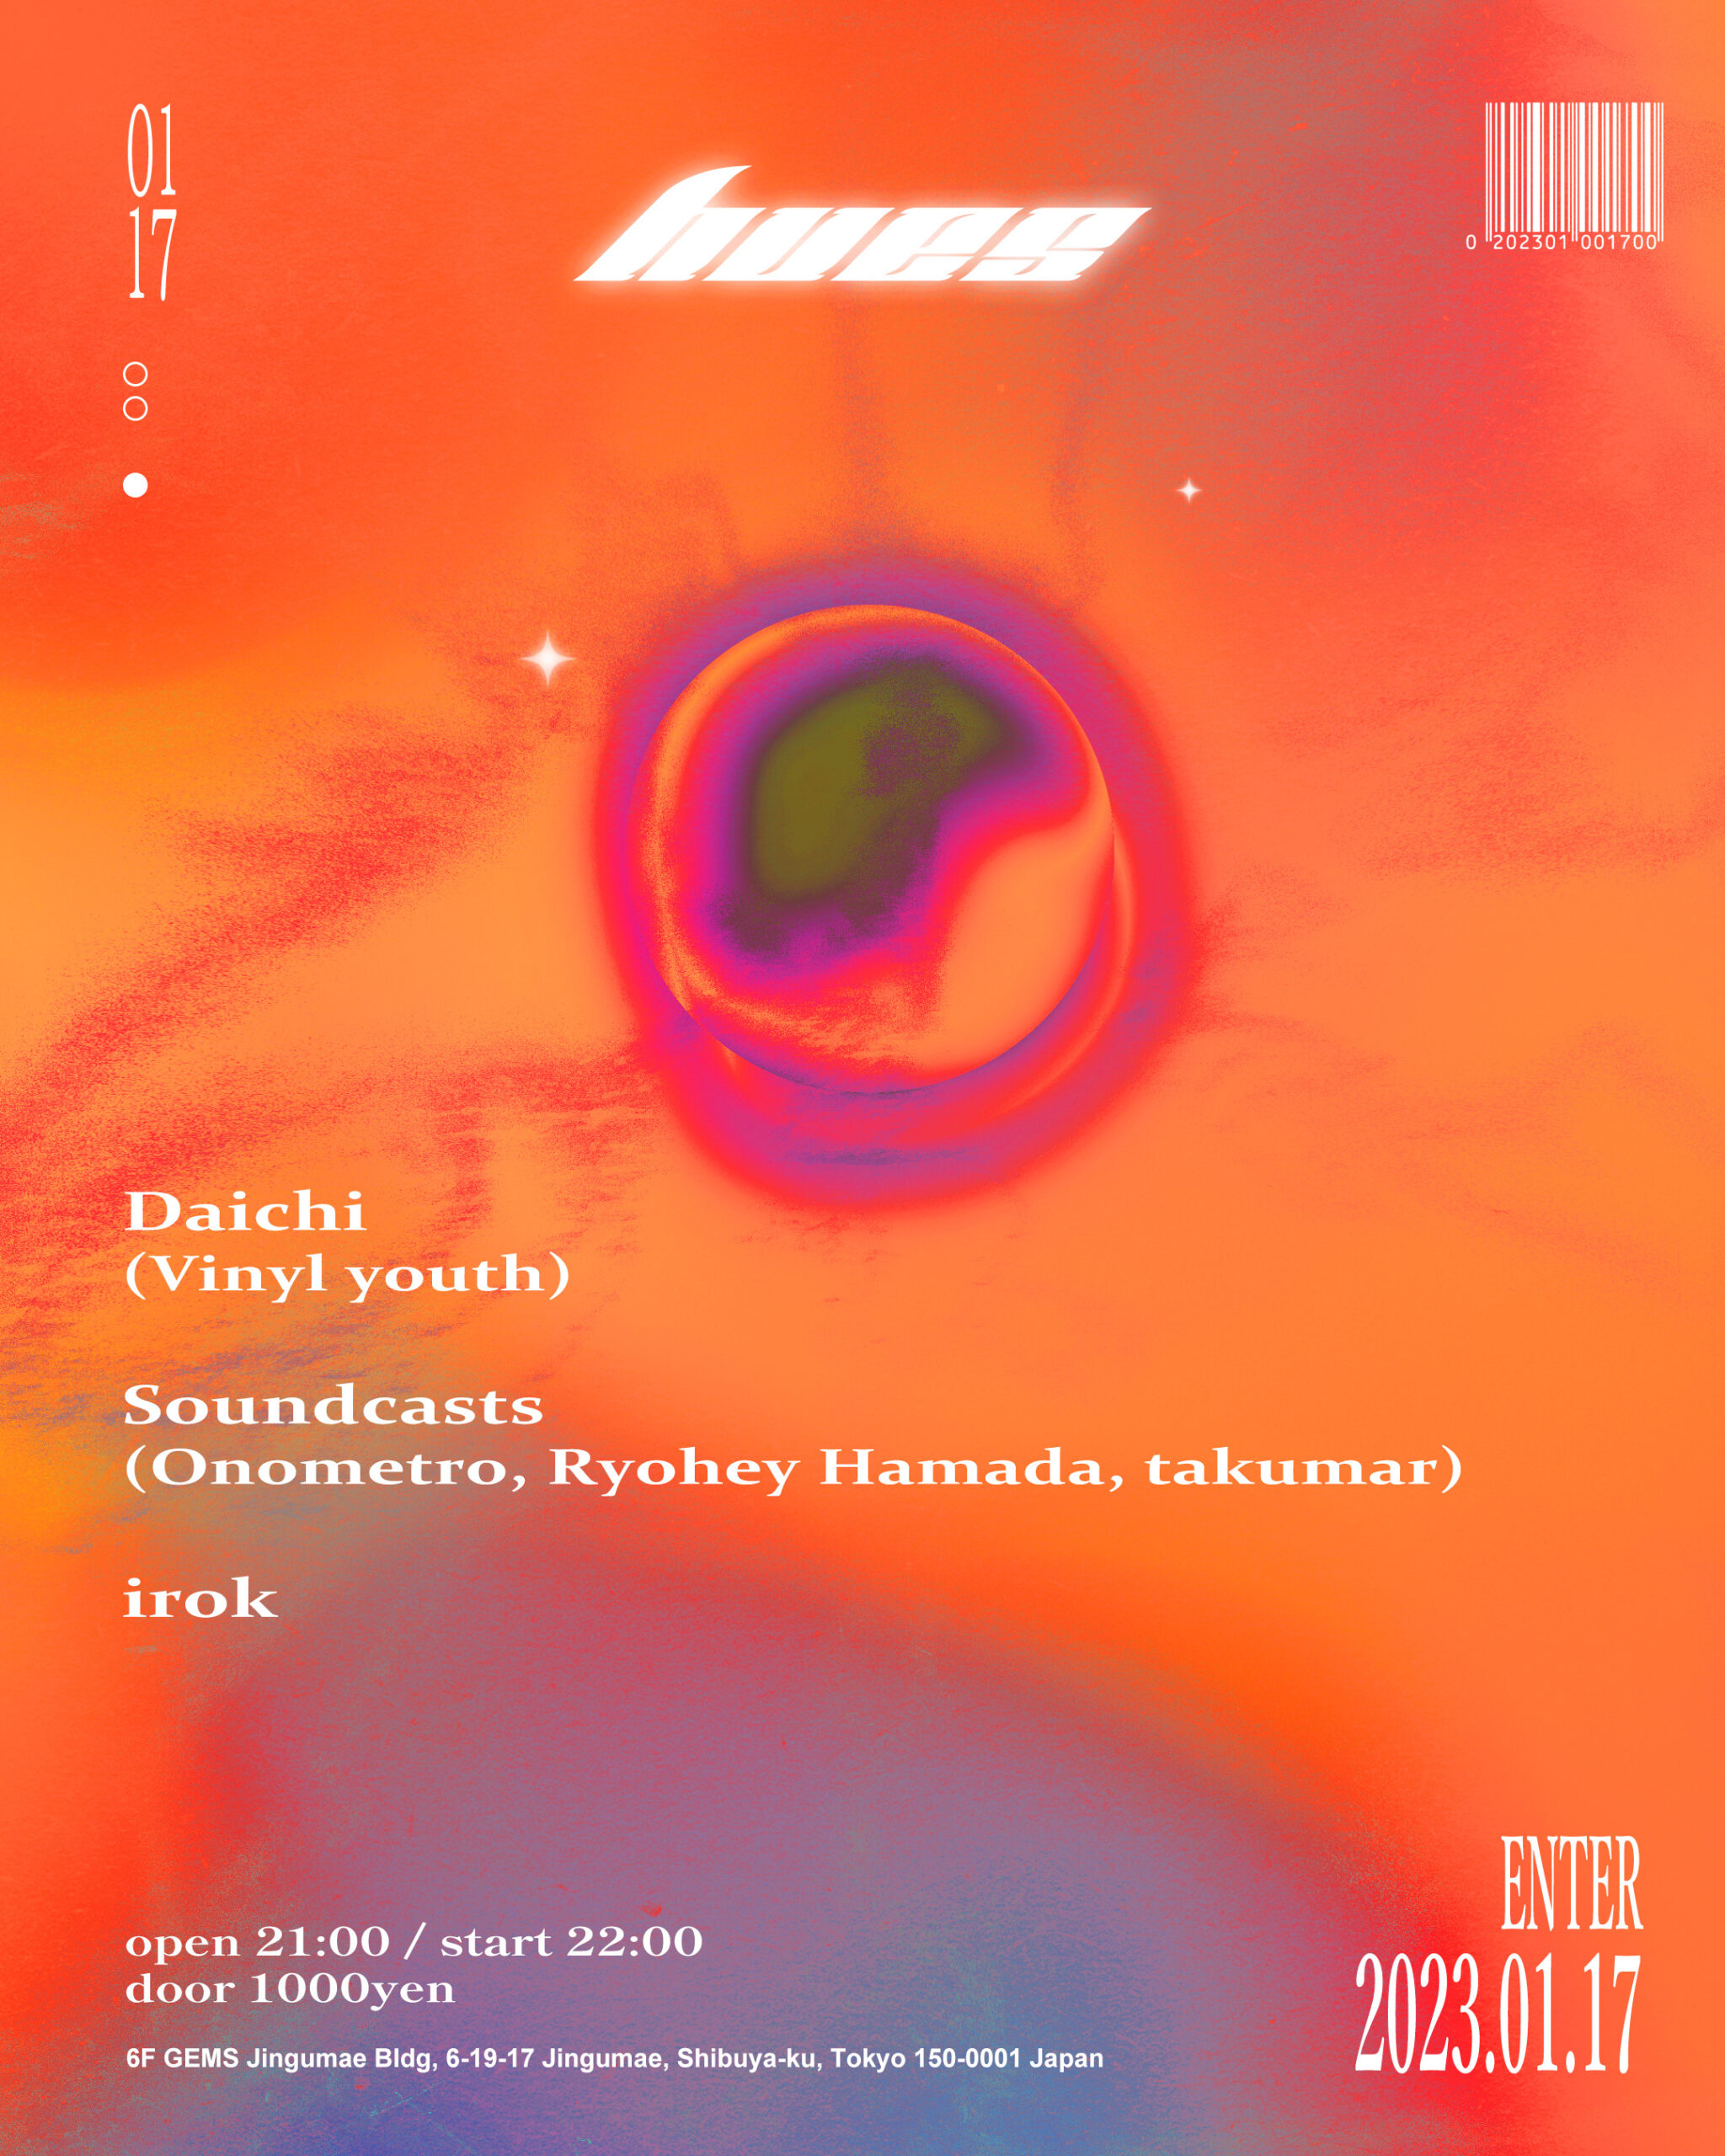 01
17
hues
0 202301 001700
Daichi
(Vinyl youth)
Soundcasts
(Onometro, Ryohey Hamada, takumar)
irok
open 21:00 / start 22:00
door 1000yen
6F GEMS Jingumae Bldg, 6-19-17 Jingumae, Shibuya-ku, Tokyo 150-0001 Japan
ENTER
2023.01.17